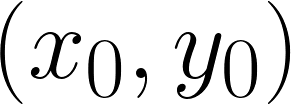 (x₀, y₀)